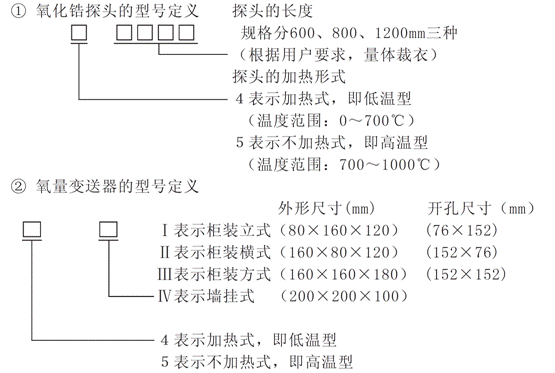 ① 氧化锆探头的型号定义 探头的长度
□ □□□□ 规格分600、800、1200mm三种
（根据用户要求，量体裁衣）
探头的加热形式
4 表示加热式，即低温型
（温度范围：0～700℃）
5 表示不加热式，即高温型
（温度范围：700～1000℃）
② 氧量变送器的型号定义
外形尺寸(mm) 开孔尺寸（mm）
□ □ Ⅰ表示柜装立式 (80×160×120) (76×152)
Ⅱ表示柜装横式 (160×80×120) (152×76)
Ⅲ表示柜装方式 (160×160×180) (152×152)
Ⅳ表示墙挂式 (200×200×100)
4 表示加热式，即低温型
5 表示不加热式，即高温型